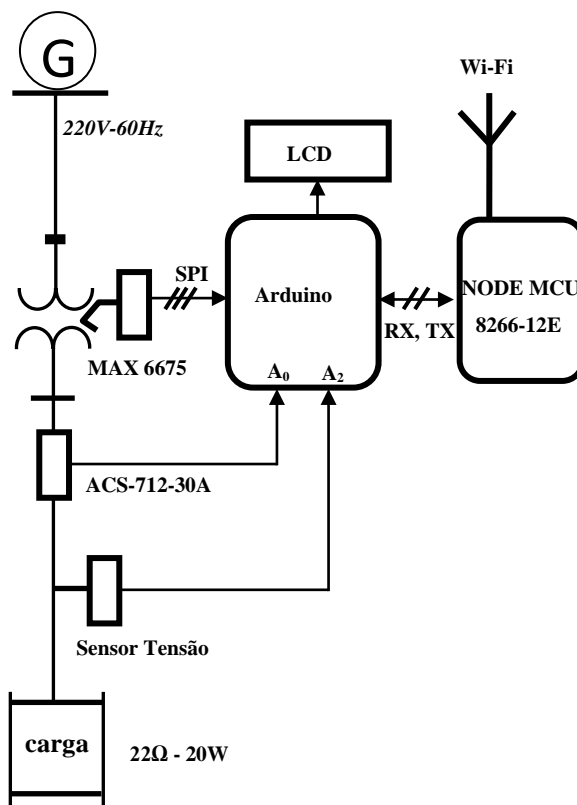 G
220V-60Hz
Wi-Fi
LCD
SPI
Arduino
NODE MCU
8266-12E
RX, TX
MAX 6675
A₀
A₂
ACS-712-30A
Sensor Tensão
carga
22Ω - 20W